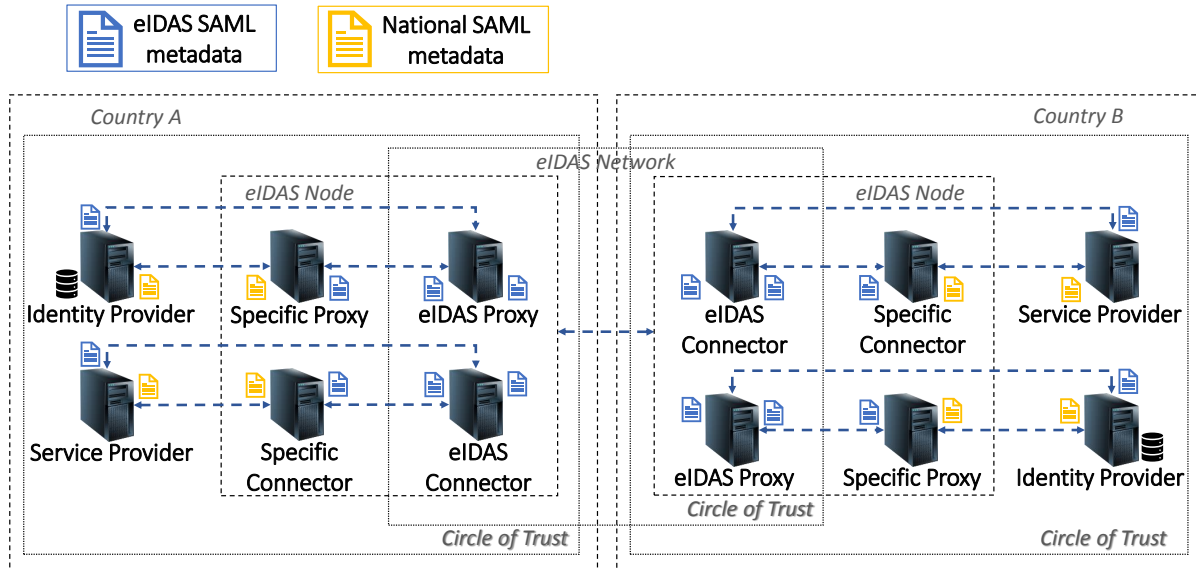 eIDAS SAML
metadata
National SAML
metadata
Country A
Country B
eIDAS Network
eIDAS Node
eIDAS Node
Identity Provider
Specific Proxy
eIDAS Proxy
eIDAS
Connector
Specific
Connector
Service Provider
Service Provider
Specific
Connector
eIDAS
Connector
eIDAS Proxy
Specific Proxy
Identity Provider
Circle of Trust
Circle of Trust
Circle of Trust